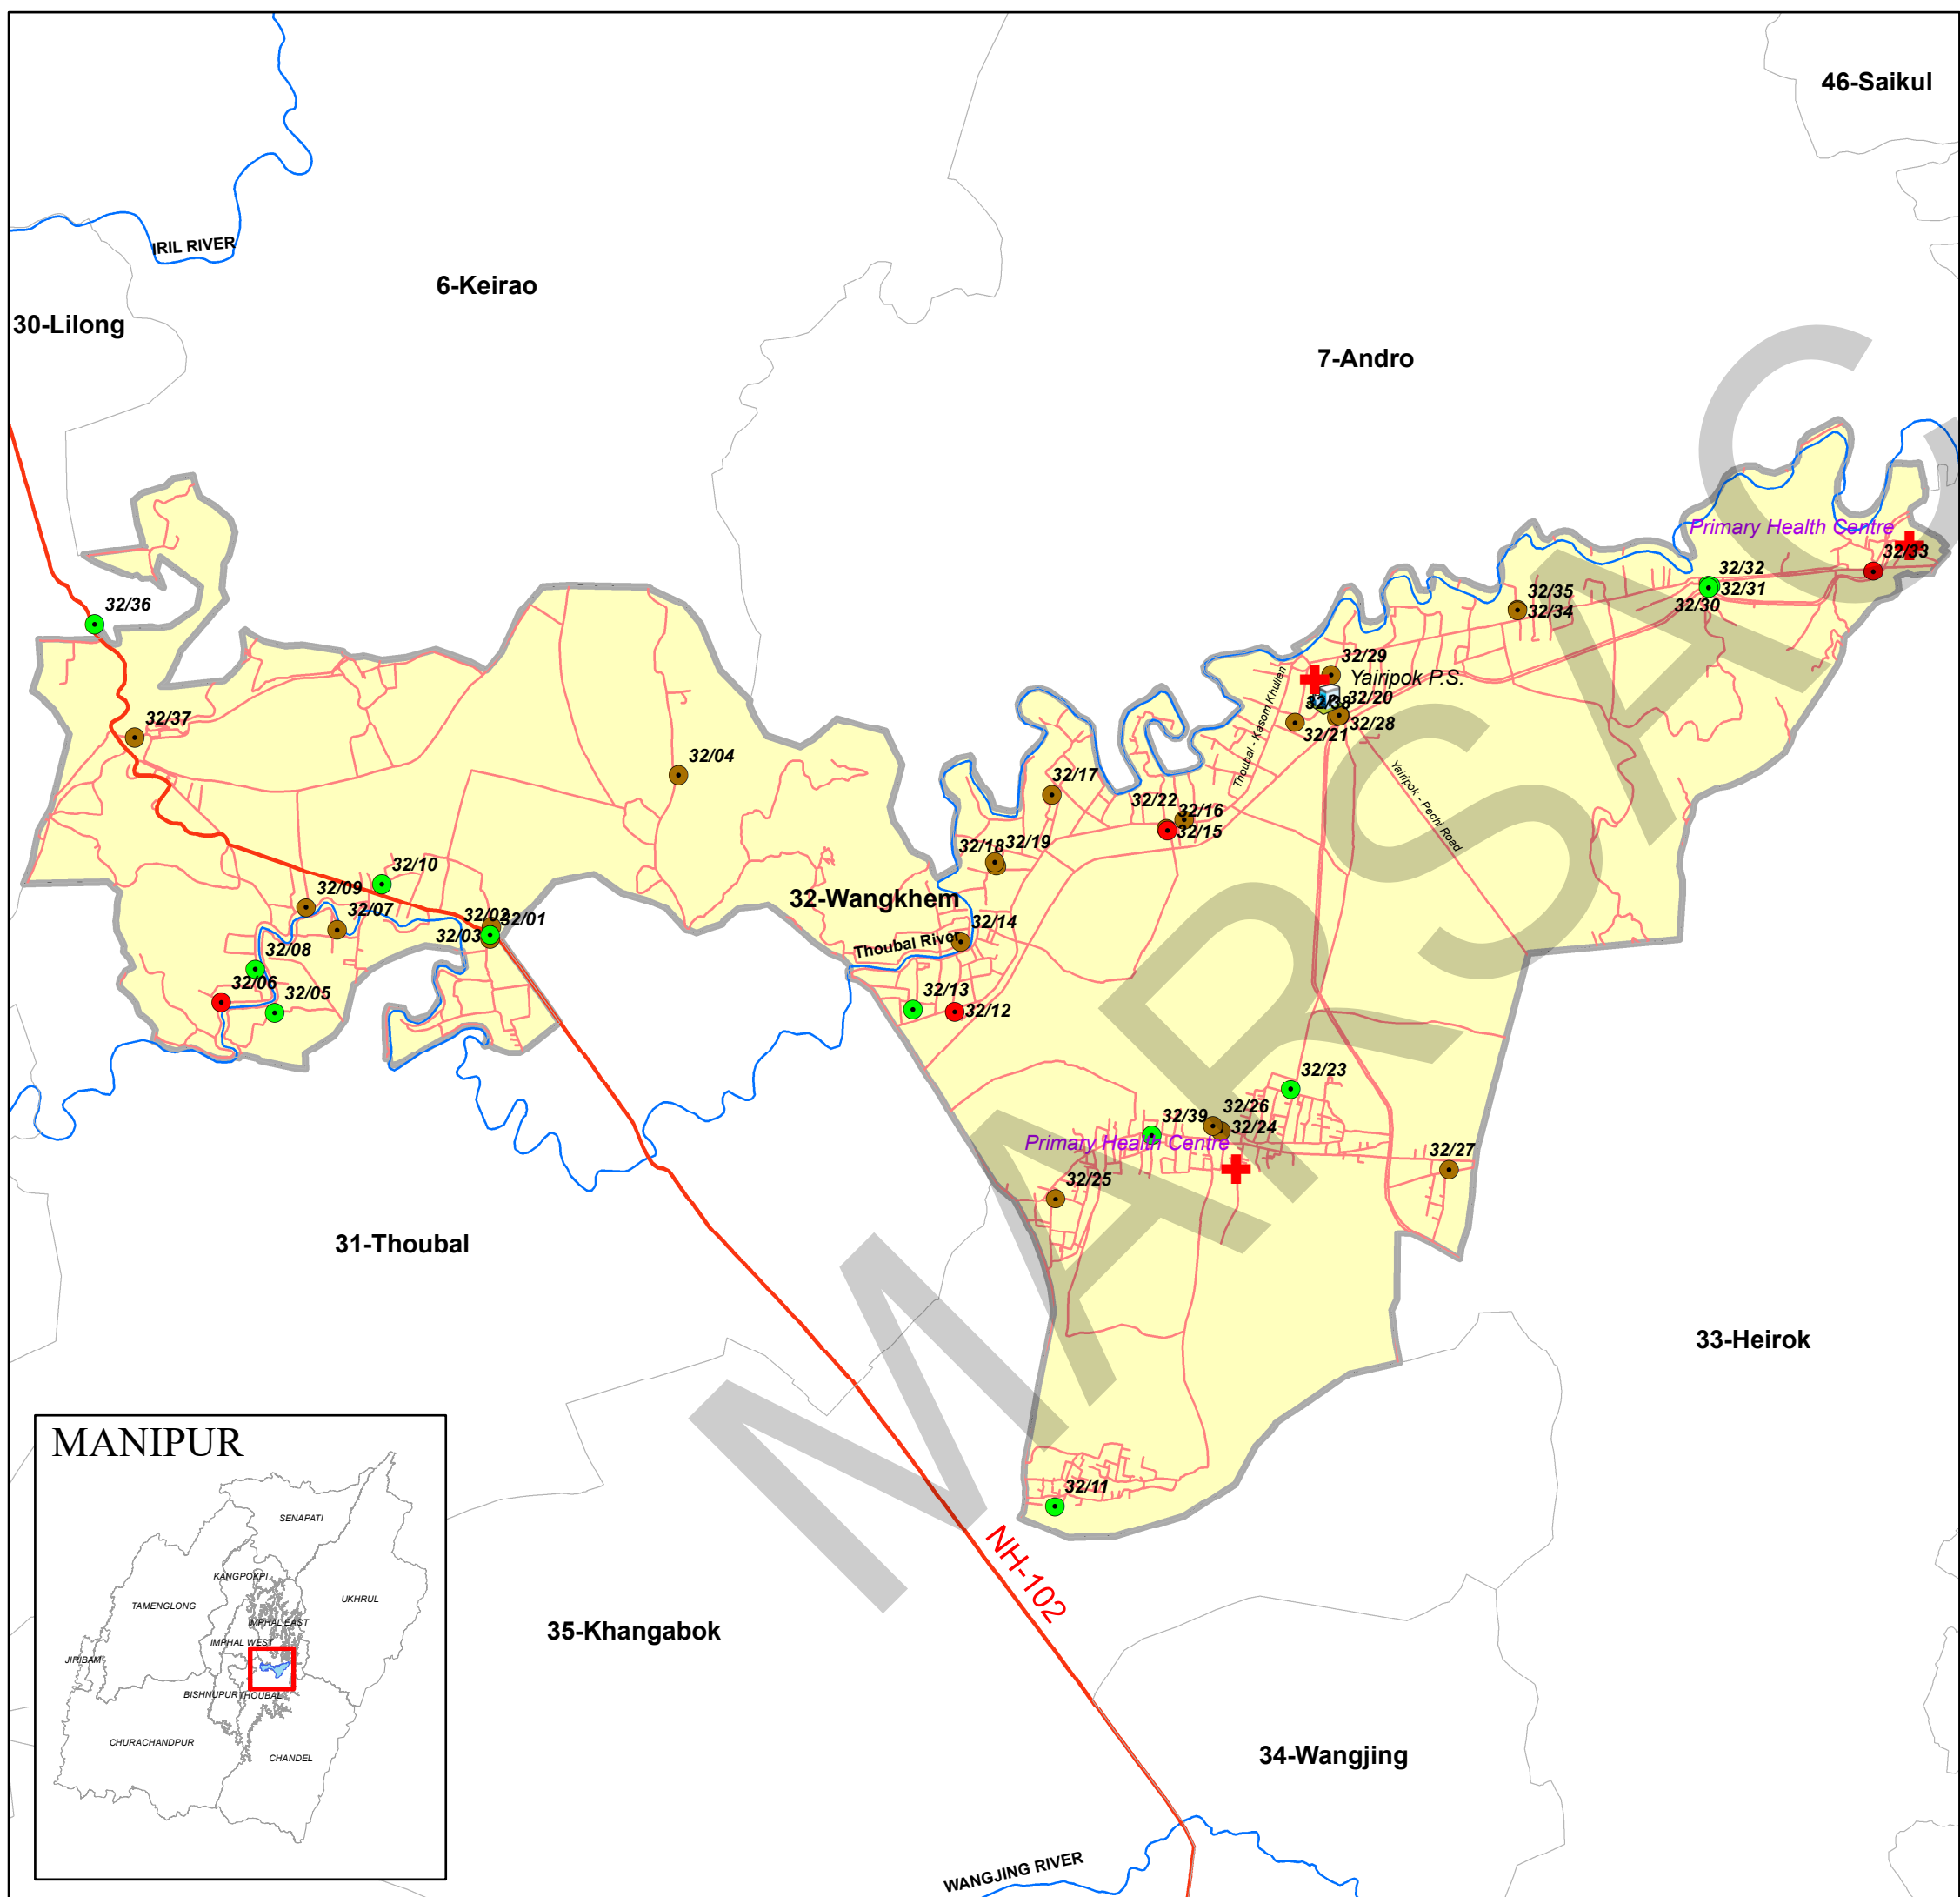 46-Saikul
IRIL RIVER
6-Keirao
30-Lilong
7-Andro
Primary Health Centre
32/33
32/32
32/31
32/30
32/35
32/34
32/36
32/29
Yairipok P.S.
32/20
32/38
32/28
32/21
Thoubal - Kasom Khullen
Yairipok - Pechi Road
32/37
32/04
32/17
32/22
32/16
32/15
32/18
32/19
32/10
32/09
32/07
32-Wangkhem
32/02
32/01
32/03
32/14
Thoubal River
32/08
32/06
32/05
32/13
32/12
32/23
32/26
32/39
32/24
Primary Health Centre
32/27
32/25
31-Thoubal
33-Heirok
32/11
NH-102
35-Khangabok
34-Wangjing
WANGJING RIVER
MANIPUR
SENAPATI
KANGPOKPI
TAMENGLONG
UKHRUL
IMPHAL EAST
IMPHAL WEST
JIRIBAM
BISHNUPUR
THOUBAL
CHURACHANDPUR
CHANDEL
MARSAC